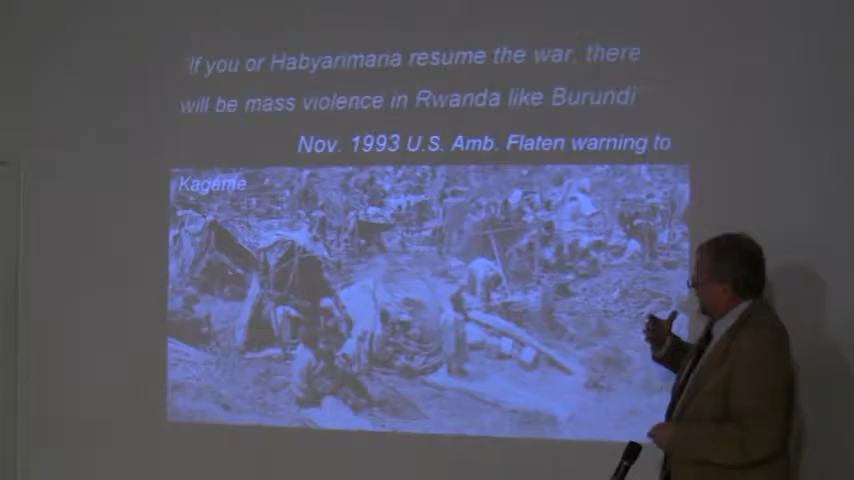 If you or Habyarimana resume the war, there
will be mass violence in Rwanda like Burundi
Nov. 1993 U.S. Amb. Flaten warning to
Kagame